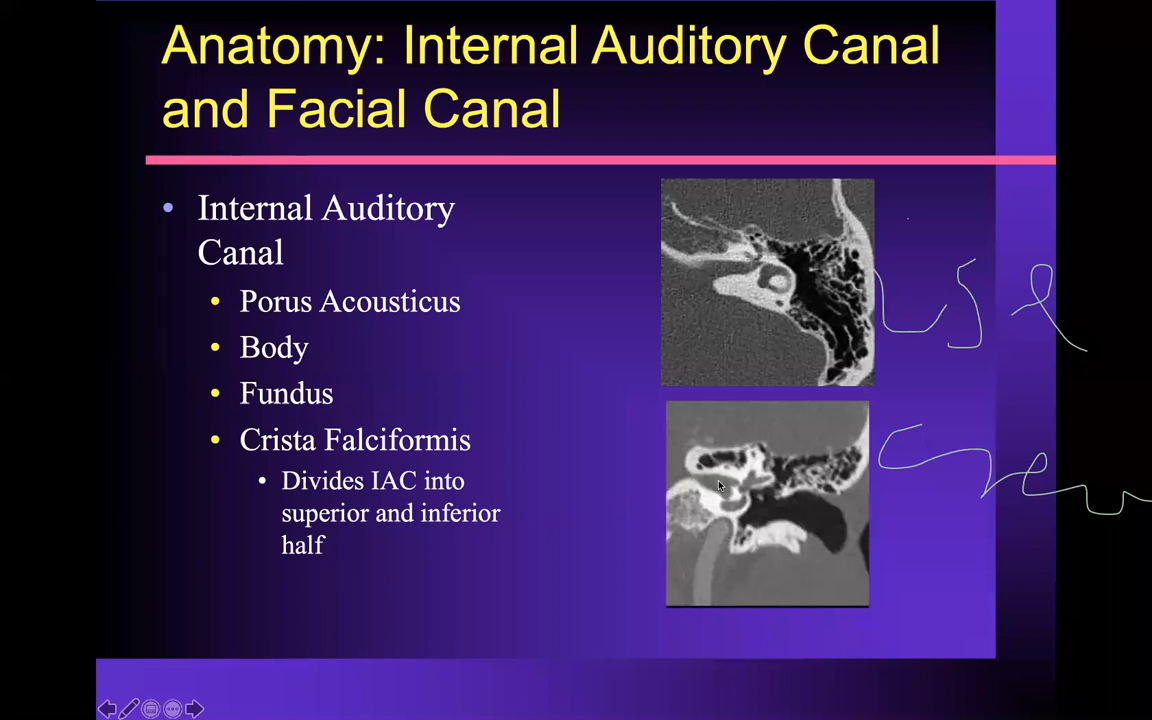 Anatomy: Internal Auditory Canal
and Facial Canal
• Internal Auditory
Canal
• Porus Acousticus
• Body
• Fundus
• Crista Falciformis
• Divides IAC into
superior and inferior
half